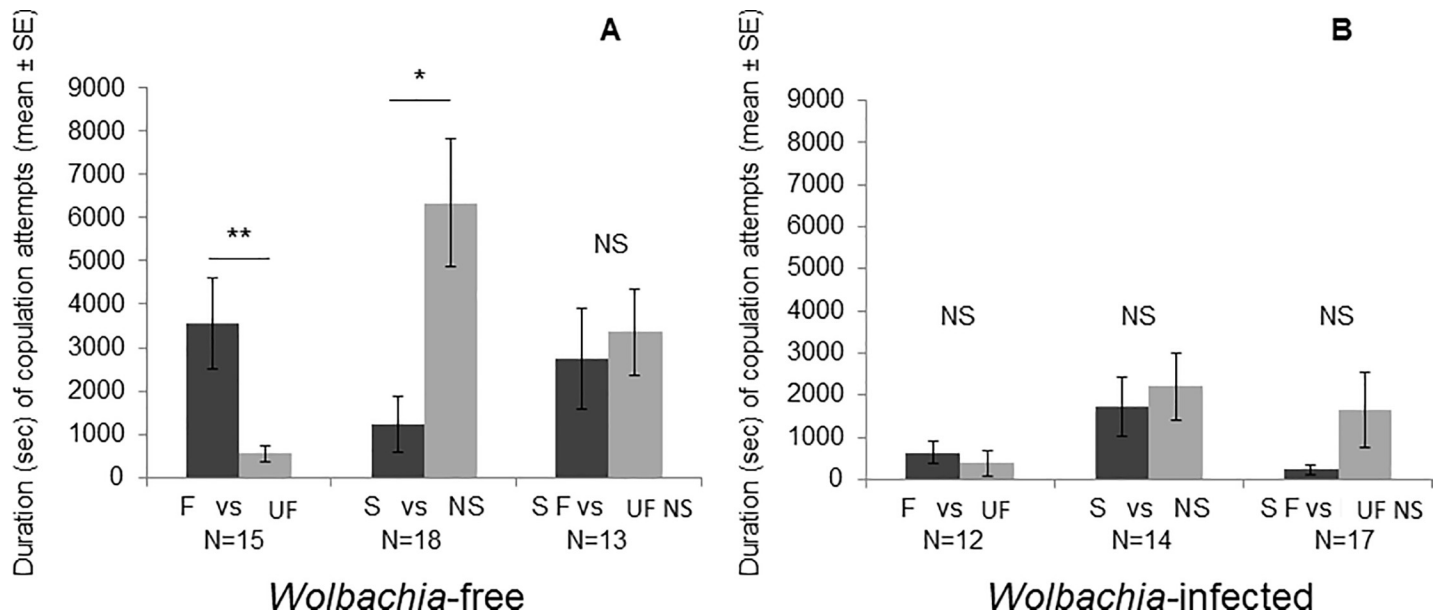 A
Duration (sec) of copulation attempts (mean ± SE)
9000
8000
7000
6000
5000
4000
3000
2000
1000
0
**
*
NS
F vs UF
S vs NS
S F vs UF NS
N=15
N=18
N=13
Wolbachia-free
B
Duration (sec) of copulation attempts (mean ± SE)
9000
8000
7000
6000
5000
4000
3000
2000
1000
0
NS
NS
NS
F vs UF
S vs NS
S F vs UF NS
N=12
N=14
N=17
Wolbachia-infected